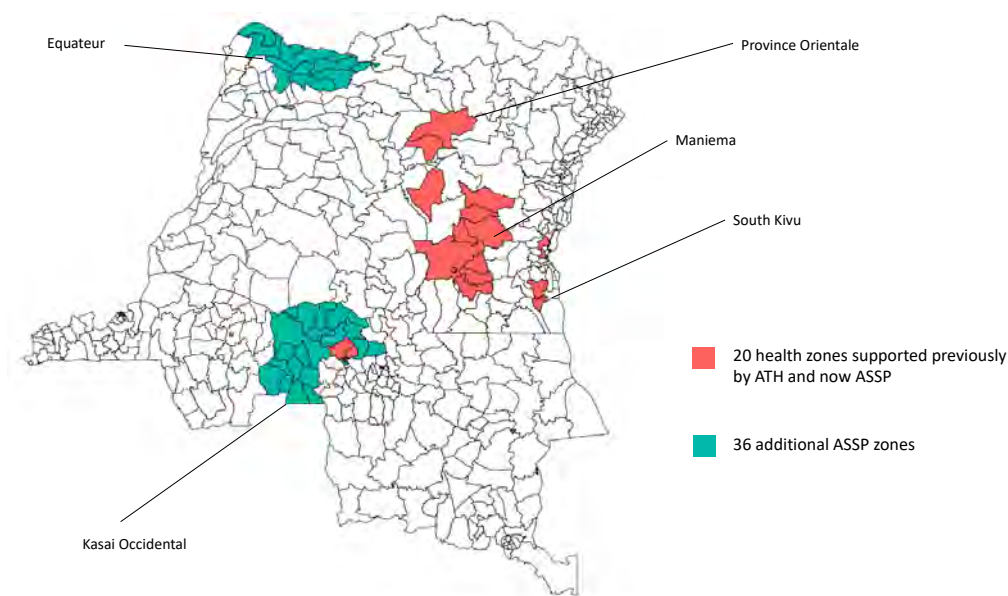 Equateur
Province Orientale
Maniema
South Kivu
20 health zones supported previously
by ATH and now ASSP
36 additional ASSP zones
Kasai Occidental